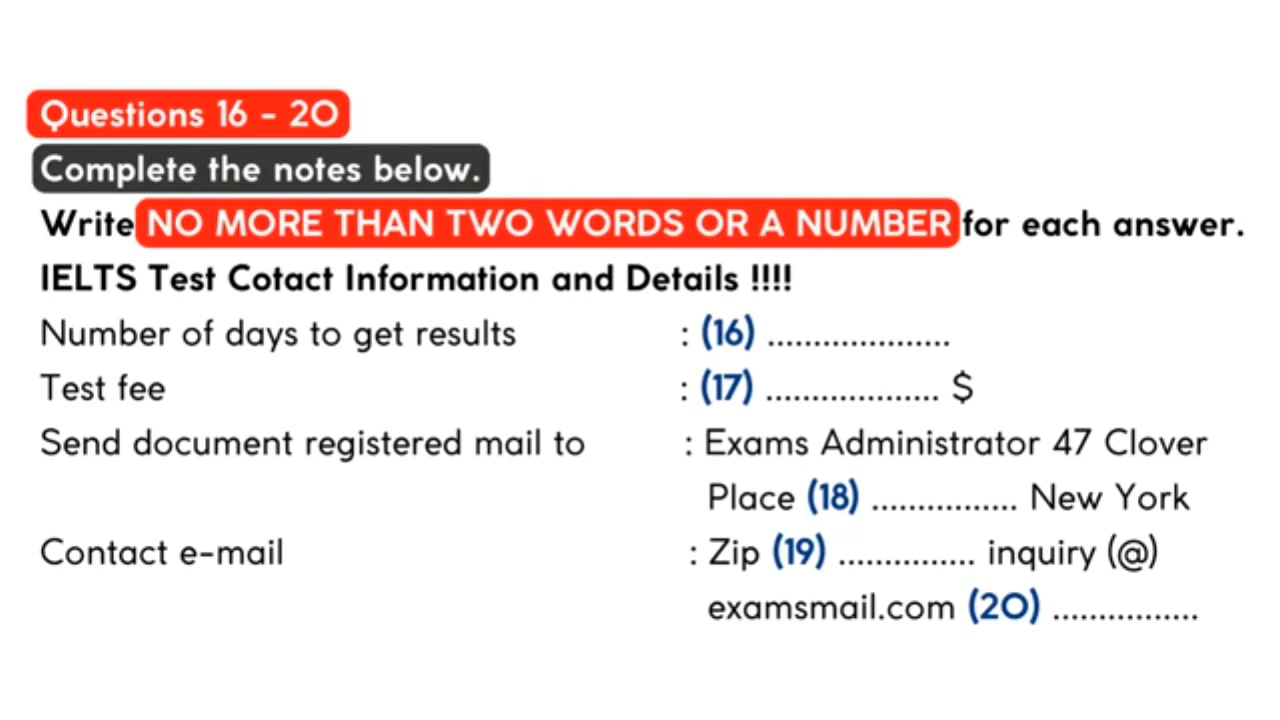 Questions 16 - 20
Complete the notes below.
Write NO MORE THAN TWO WORDS OR A NUMBER for each answer.
IELTS Test Cotact Information and Details !!!!
Number of days to get results : (16) ....................
Test fee : (17) ................... $
Send document registered mail to : Exams Administrator 47 Clover
Place (18) ................ New York
Contact e-mail : Zip (19) ............... inquiry (@)
examsmail.com (20) ................